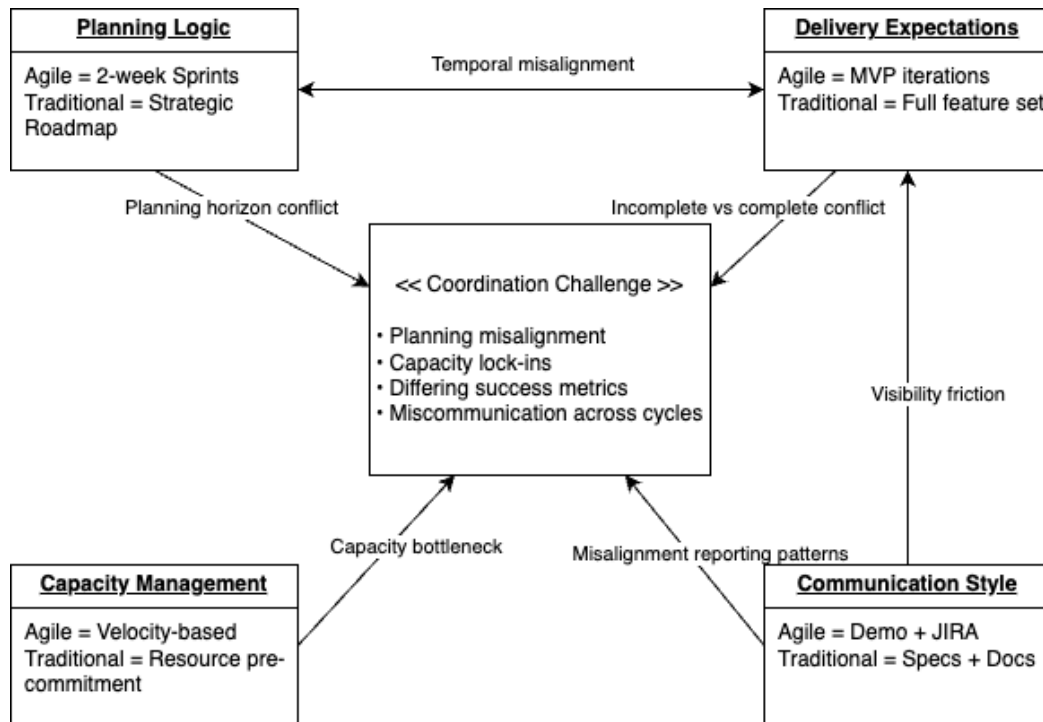 Planning Logic
Agile = 2-week Sprints
Traditional = Strategic
Roadmap
Temporal misalignment
Delivery Expectations
Agile = MVP iterations
Traditional = Full feature set
Planning horizon conflict
Incomplete vs complete conflict
<< Coordination Challenge >>
• Planning misalignment
• Capacity lock-ins
• Differing success metrics
• Miscommunication across cycles
Visibility friction
Capacity bottleneck
Misalignment reporting patterns
Capacity Management
Agile = Velocity-based
Traditional = Resource pre-
commitment
Communication Style
Agile = Demo + JIRA
Traditional = Specs + Docs